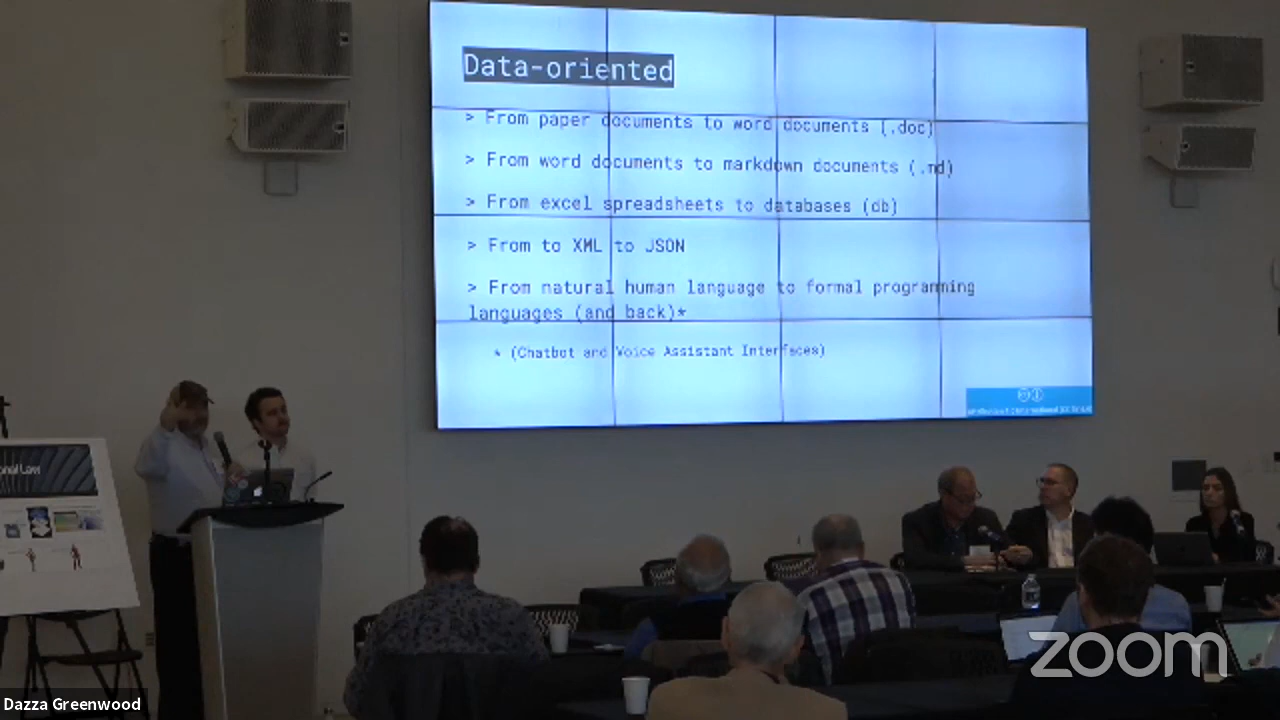 Data-oriented
> From paper documents to word documents (.doc)
> From word documents to markdown documents (.md)
> From excel spreadsheets to databases (db)
> From to XML to JSON
> From natural human language to formal programming
languages (and back)*
* (Chatbot and Voice Assistant Interfaces)
Law
zoom
Dazza Greenwood